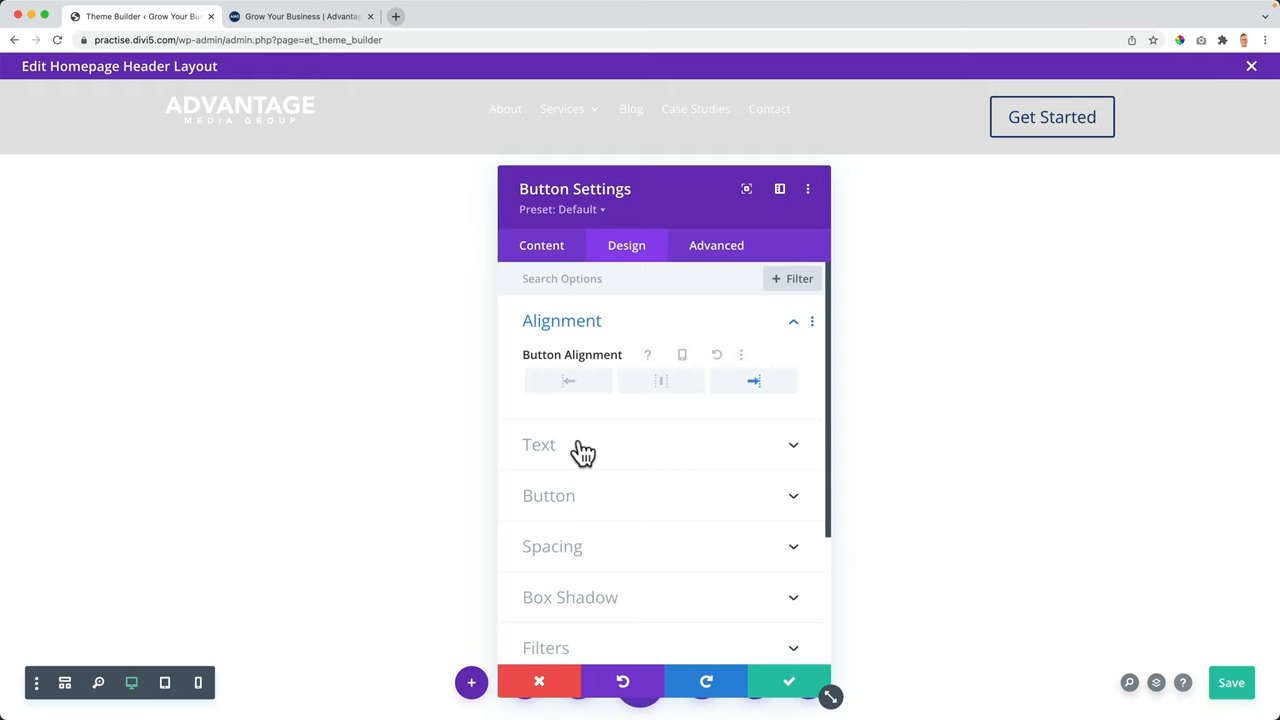 Theme Builder ‹ Grow Your Bu
Grow Your Business | Advanta
practise.divi5.com/wp-admin/admin.php?page=et_theme_builder
Edit Homepage Header Layout
ADVANTAGE
MEDIA GROUP
About Services Blog Case Studies Contact
Get Started
Button Settings
Preset: Default
Content Design Advanced
Search Options
+ Filter
Alignment
Button Alignment
Text
Button
Spacing
Box Shadow
Filters
Save